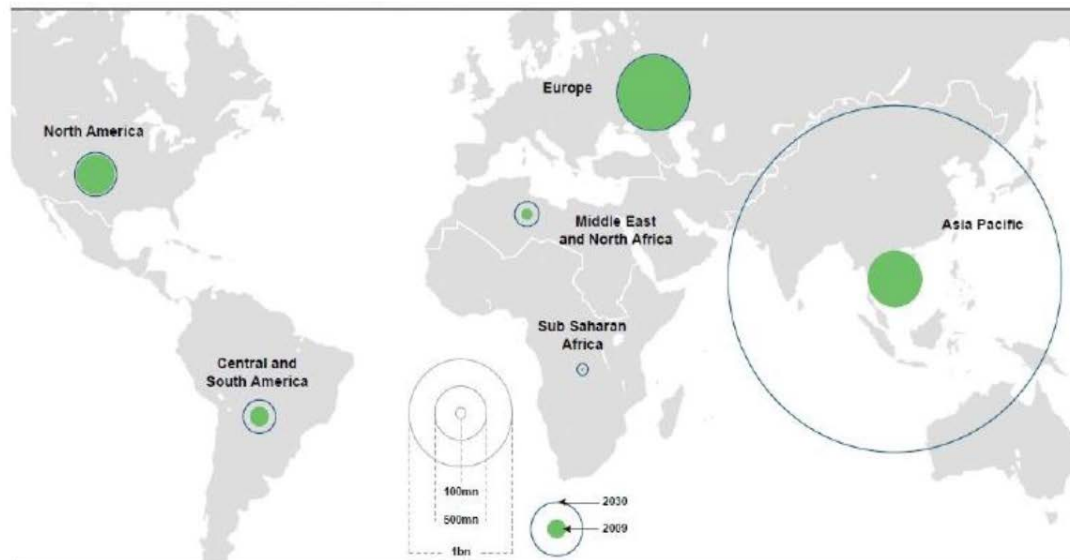 Europe
North America
Middle East
and North Africa
Asia Pacific
Sub Saharan
Africa
Central and
South America
100mn
500mn
1bn
2030
2009